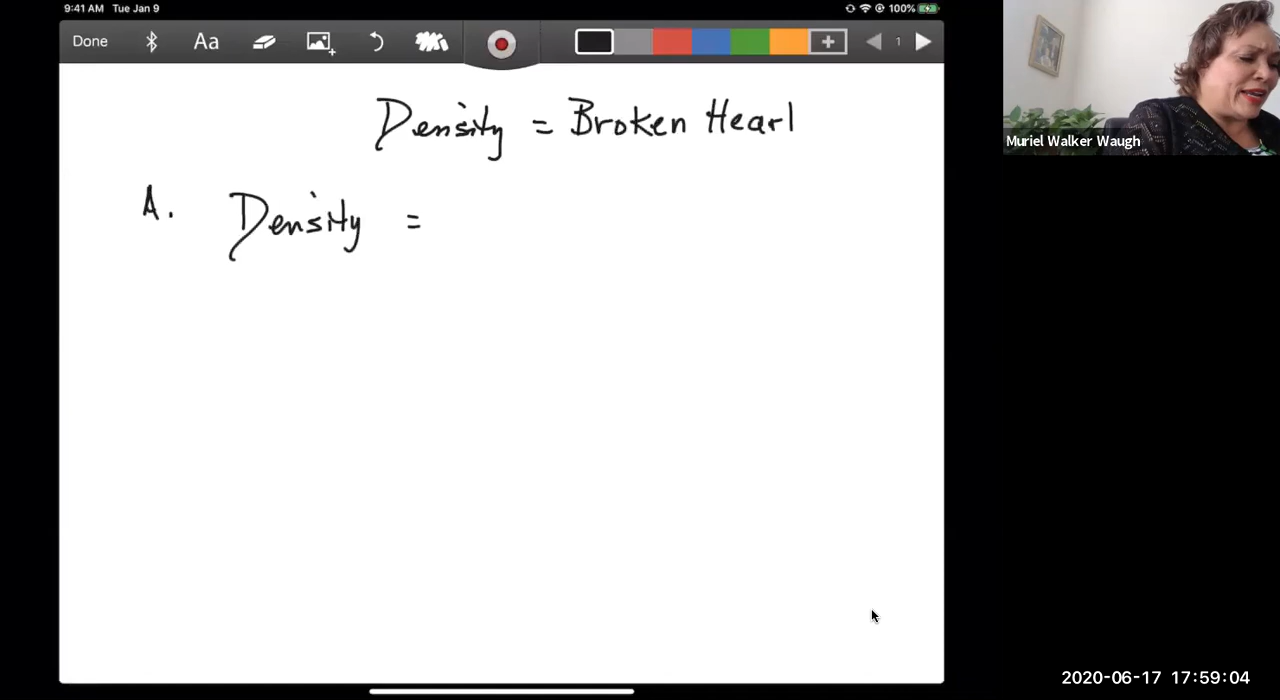 9:41 AM Tue Jan 9
100%
Done
Aa
1
Density = Broken Hearl
A. Density =
Muriel Walker Waugh
2020-06-17 17:59:04